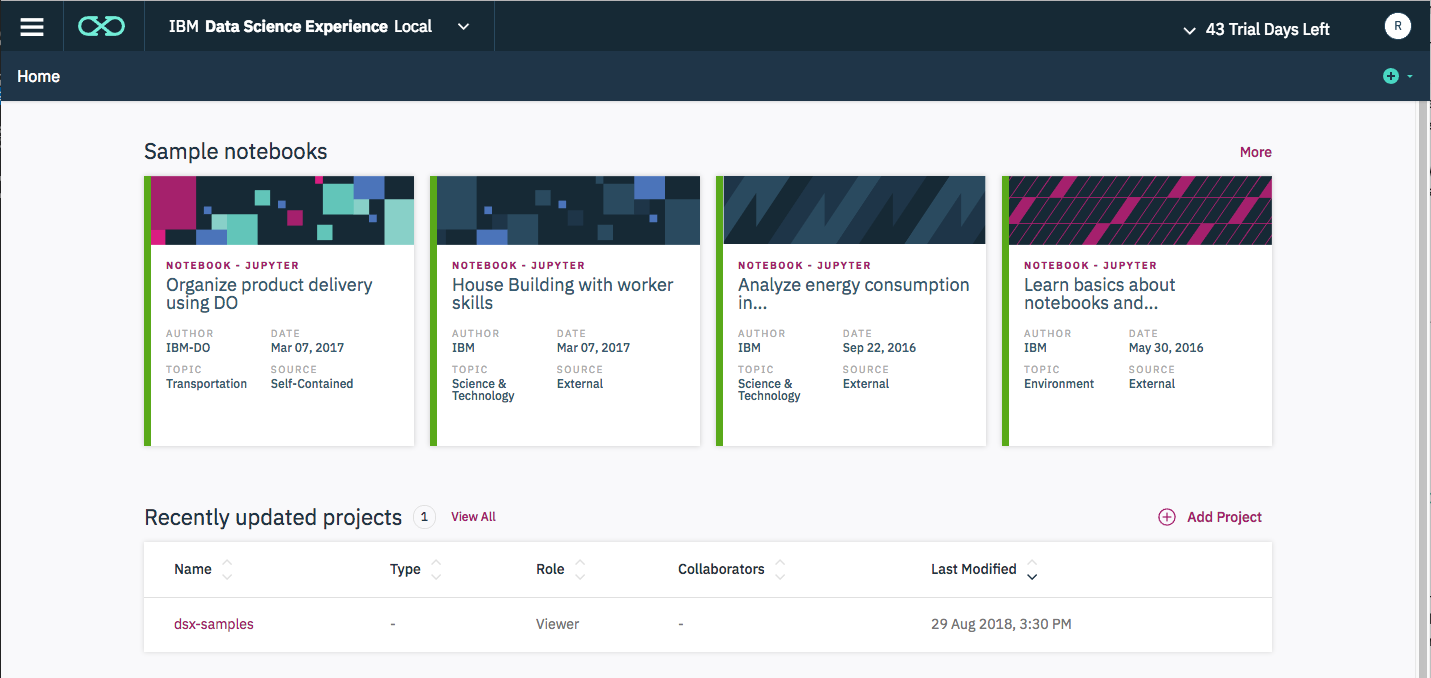 IBM Data Science Experience Local
43 Trial Days Left
R
Home
Sample notebooks
More
NOTEBOOK - JUPYTER
Organize product delivery
using DO
AUTHOR
DATE
IBM-DO
Mar 07, 2017
TOPIC
SOURCE
Transportation
Self-Contained
NOTEBOOK - JUPYTER
House Building with worker
skills
AUTHOR
DATE
IBM
Mar 07, 2017
TOPIC
SOURCE
Science &
Technology
External
NOTEBOOK - JUPYTER
Analyze energy consumption
in...
AUTHOR
DATE
IBM
Sep 22, 2016
TOPIC
SOURCE
Science &
Technology
External
NOTEBOOK - JUPYTER
Learn basics about
notebooks and...
AUTHOR
DATE
IBM
May 30, 2016
TOPIC
SOURCE
Environment
External
Recently updated projects 1 View All
Add Project
Name Type Role Collaborators Last Modified
dsx-samples - Viewer - 29 Aug 2018, 3:30 PM